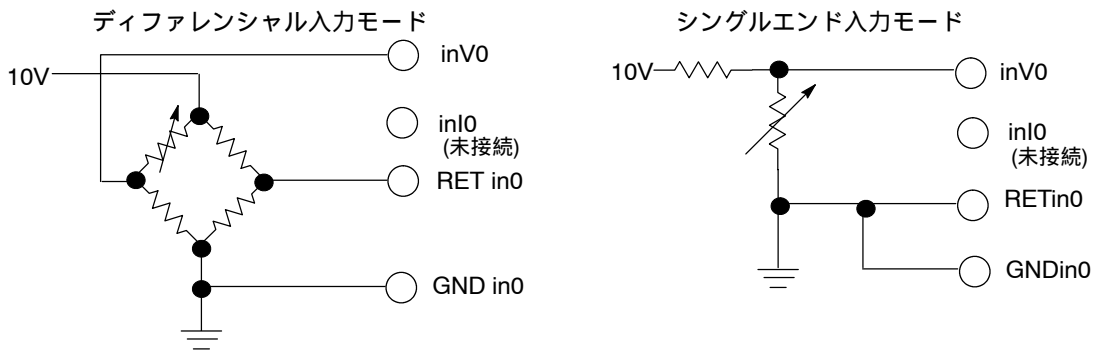 ディファレンシャル入力モード
10V
inV0
inI0
(未接続)
RET in0
GND in0
シングルエンド入力モード
10V
inV0
inI0
(未接続)
RETin0
GNDin0